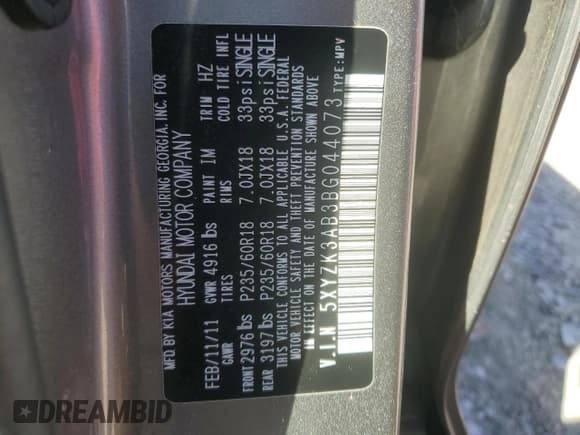 MFD.BY KIA MOTORS MANUFACTURING GEORGIA, INC. FOR
HYUNDAI MOTOR COMPANY
FEB/11/11 GVWR 4916 lbs PAINT IM TRIM HZ
GAWR TIRES RIMS COLD TIRE INFL
FRONT 2976 lbs P235/60R18 7.0JX18 33psi SINGLE
REAR 3197 lbs P235/60R18 7.0JX18 33psi SINGLE
THIS VEHICLE CONFORMS TO ALL APPLICABLE U.S.A. FEDERAL
MOTOR VEHICLE SAFETY AND THEFT PREVENTION STANDARDS
IN EFFECT ON THE DATE OF MANUFACTURE SHOWN ABOVE
V.I.N 5XYZK3AB3BG044073 TYPE:MPV
DREAMBID